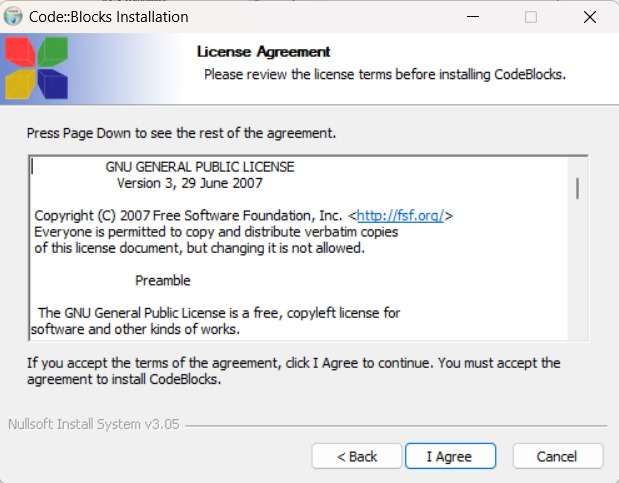 Code::Blocks Installation
License Agreement
Please review the license terms before installing CodeBlocks.
Press Page Down to see the rest of the agreement.
GNU GENERAL PUBLIC LICENSE
Version 3, 29 June 2007
Copyright (C) 2007 Free Software Foundation, Inc. <http://fsf.org/>
Everyone is permitted to copy and distribute verbatim copies
of this license document, but changing it is not allowed.
Preamble
The GNU General Public License is a free, copyleft license for
software and other kinds of works.
If you accept the terms of the agreement, click I Agree to continue. You must accept the
agreement to install CodeBlocks.
Nullsoft Install System v3.05
< Back
I Agree
Cancel